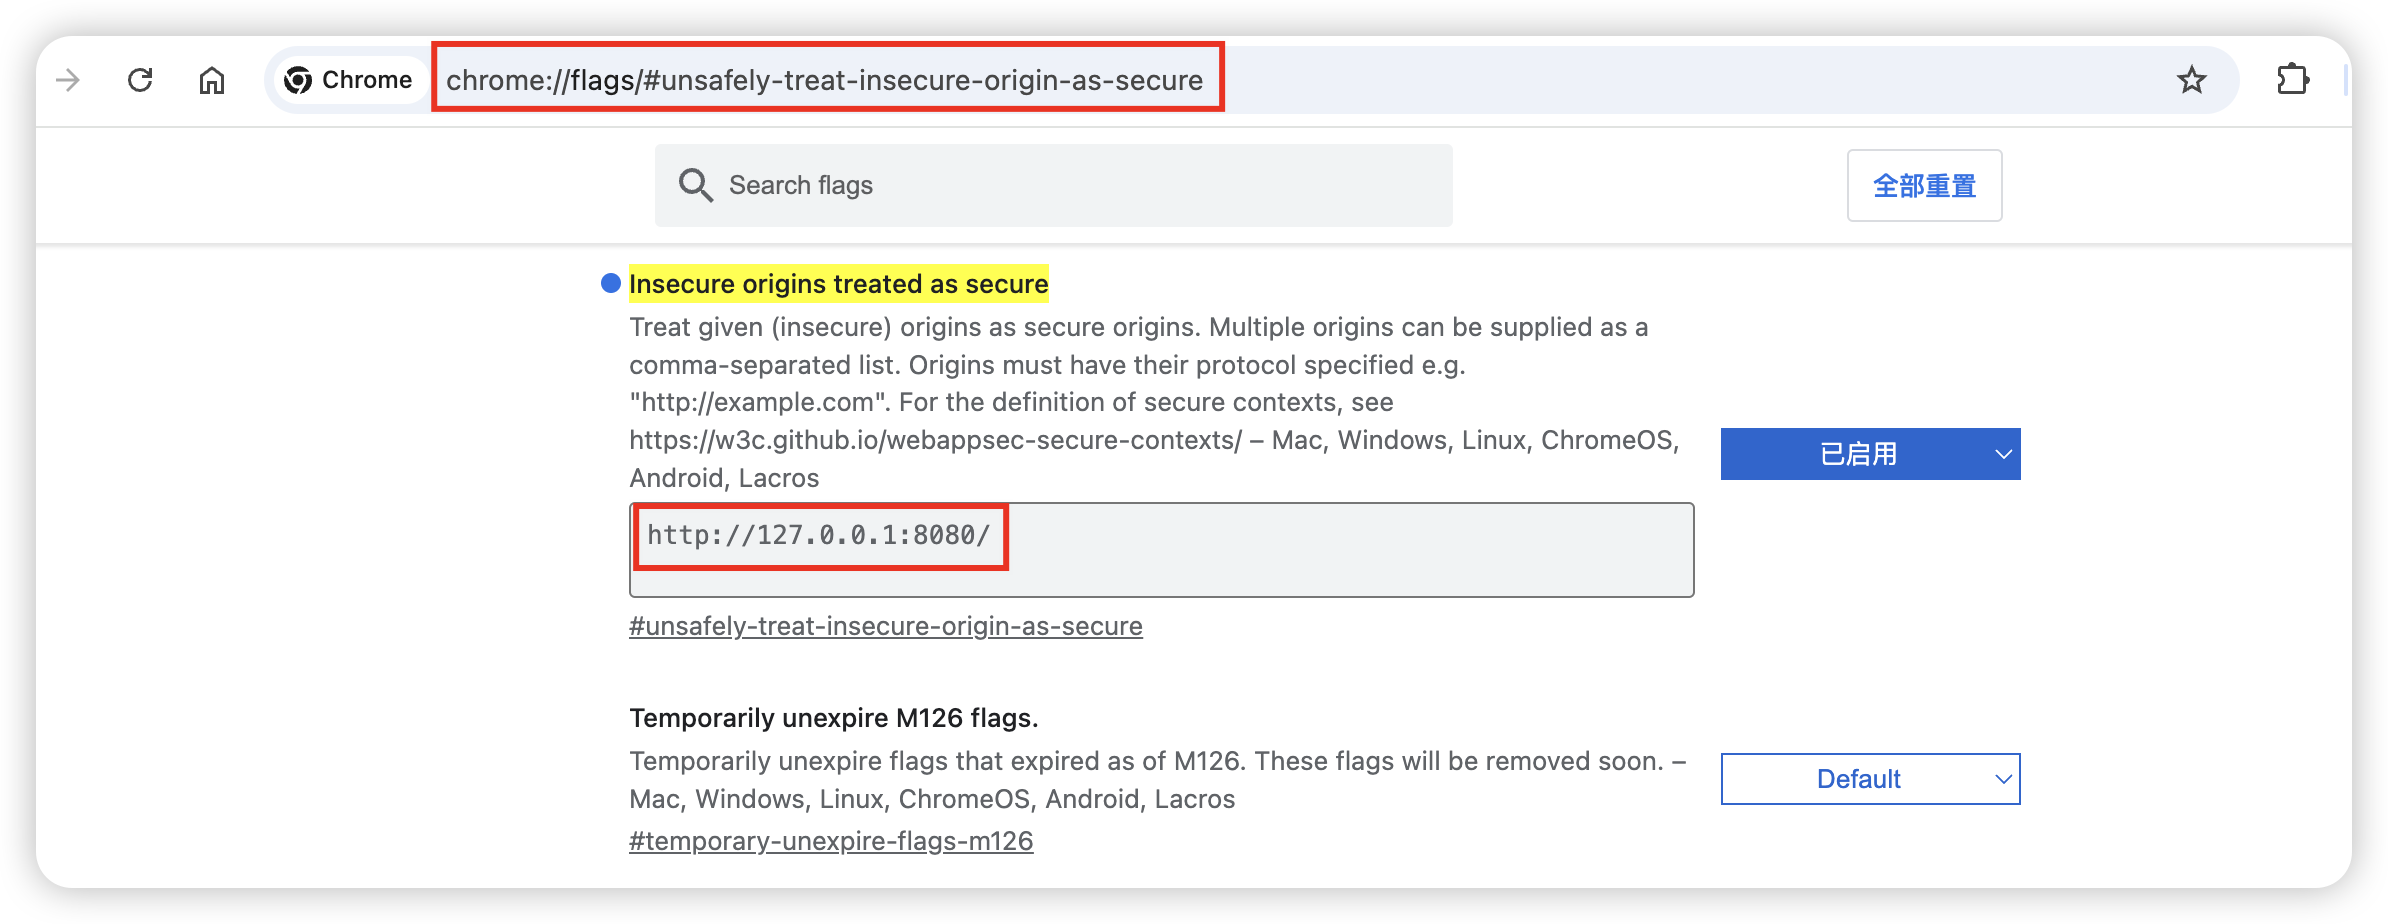 Chrome
chrome://flags/#unsafely-treat-insecure-origin-as-secure
Search flags
全部重置
Insecure origins treated as secure
Treat given (insecure) origins as secure origins. Multiple origins can be supplied as a
comma-separated list. Origins must have their protocol specified e.g.
"http://example.com". For the definition of secure contexts, see
https://w3c.github.io/webappsec-secure-contexts/ – Mac, Windows, Linux, ChromeOS,
Android, Lacros
已启用
http://127.0.0.1:8080/
#unsafely-treat-insecure-origin-as-secure
Temporarily unexpire M126 flags.
Temporarily unexpire flags that expired as of M126. These flags will be removed soon. –
Mac, Windows, Linux, ChromeOS, Android, Lacros
Default
#temporary-unexpire-flags-m126